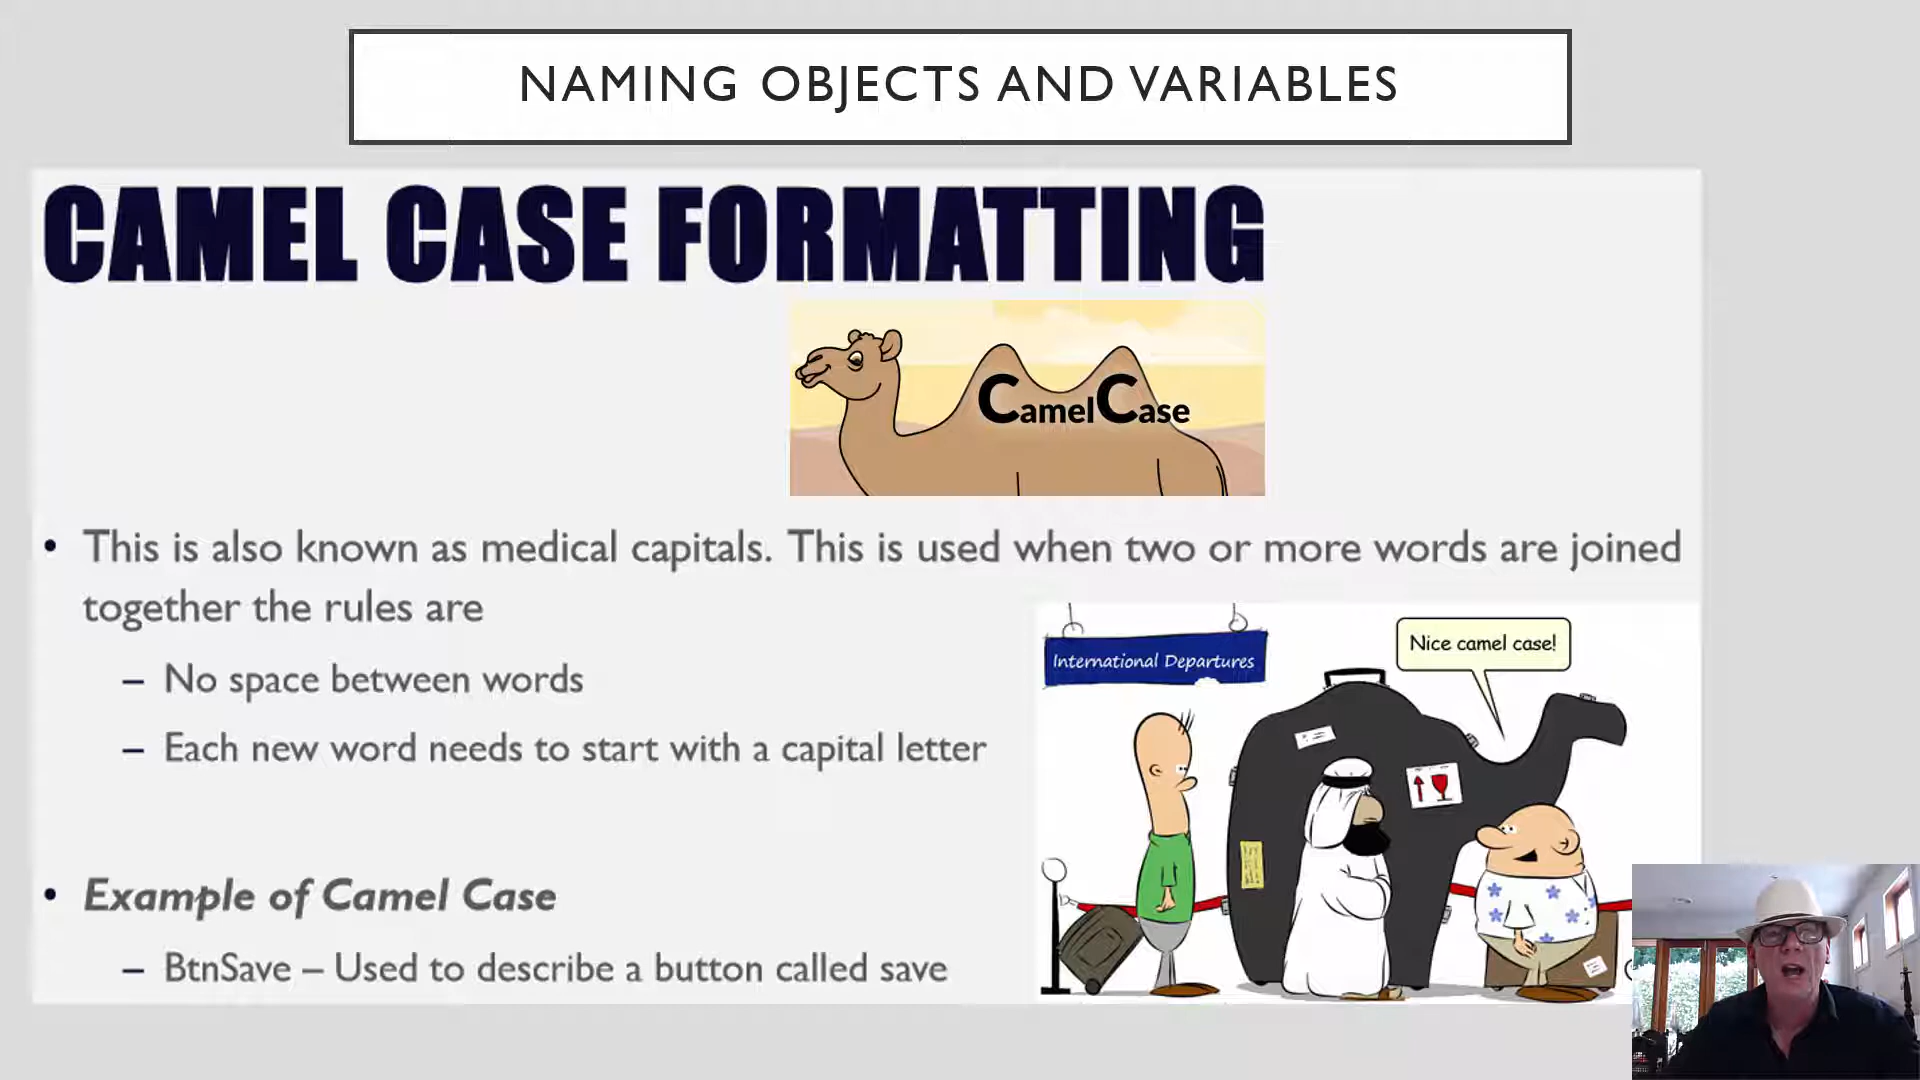 NAMING OBJECTS AND VARIABLES
CAMEL CASE FORMATTING
CamelCase
• This is also known as medical capitals. This is used when two or more words are joined
together the rules are
– No space between words
– Each new word needs to start with a capital letter
International Departures
Nice camel case!
• Example of Camel Case
– BtnSave – Used to describe a button called save